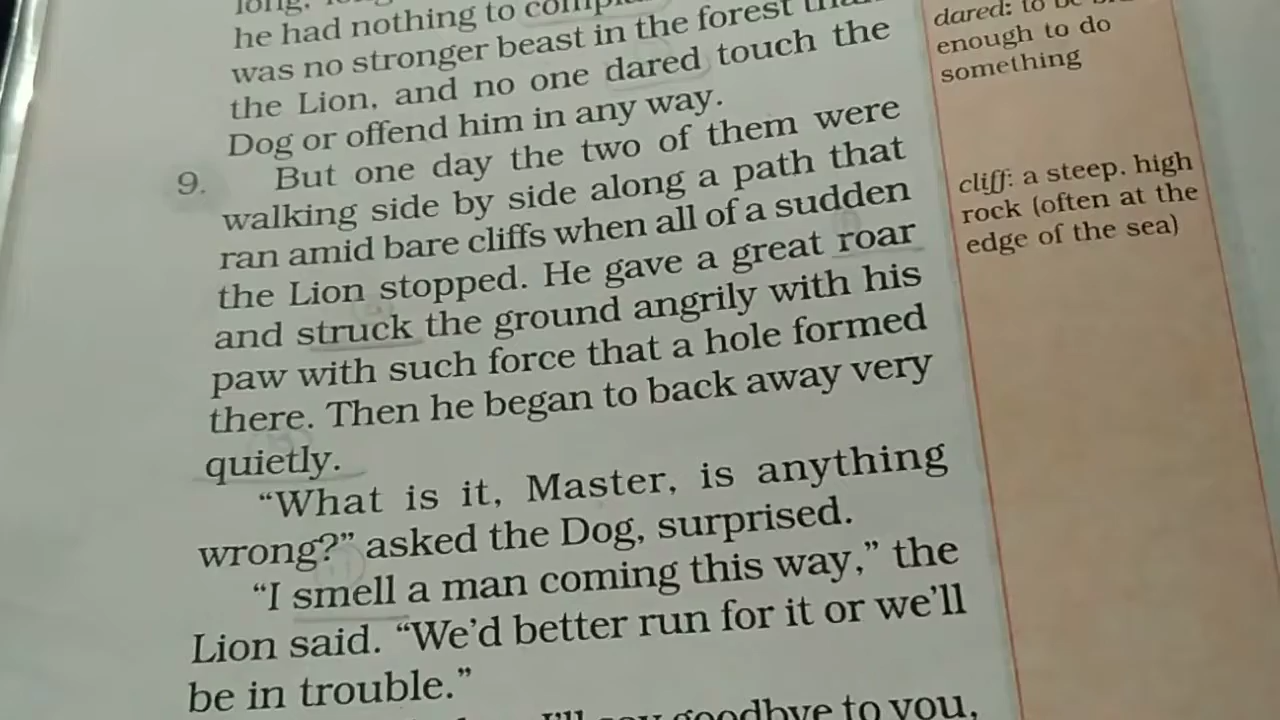 he had nothing to
was no stronger beast in the forest
the Lion, and no one dared touch the
Dog or offend him in any way.
9. But one day the two of them were
walking side by side along a path that
ran amid bare cliffs when all of a sudden
the Lion stopped. He gave a great roar
and struck the ground angrily with his
paw with such force that a hole formed
there. Then he began to back away very
quietly.
“What is it, Master, is anything
wrong?” asked the Dog, surprised.
“I smell a man coming this way,” the
Lion said. “We’d better run for it or we’ll
be in trouble.”
goodbye to you,
dared: to be
enough to do
something
cliff: a steep, high
rock (often at the
edge of the sea)